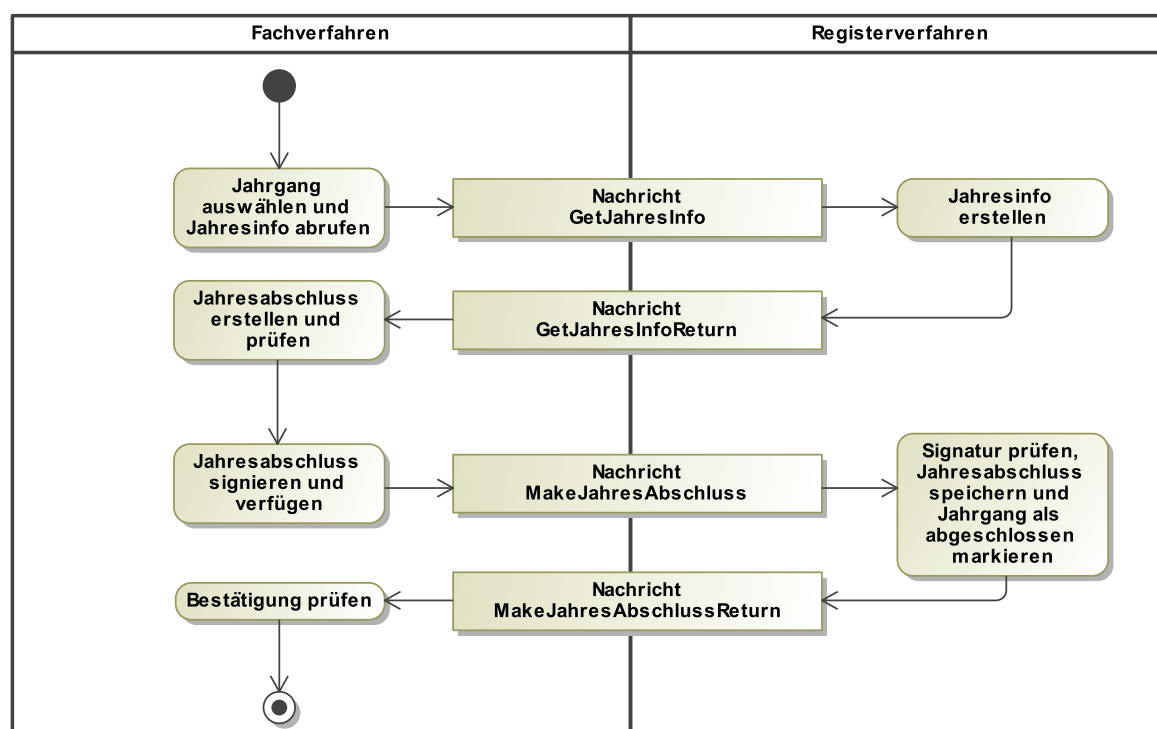 Fachverfahren
Registerverfahren
Jahrgang
auswählen und
Jahresinfo abrufen
Nachricht
GetJahresInfo
Jahresinfo
erstellen
Jahresabschluss
erstellen und
prüfen
Nachricht
GetJahresInfoReturn
Jahresabschluss
signieren und
verfügen
Nachricht
MakeJahresAbschluss
Signatur prüfen,
Jahresabschluss
speichern und
Jahrgang als
abgeschlossen
markieren
Bestätigung prüfen
Nachricht
MakeJahresAbschlussReturn